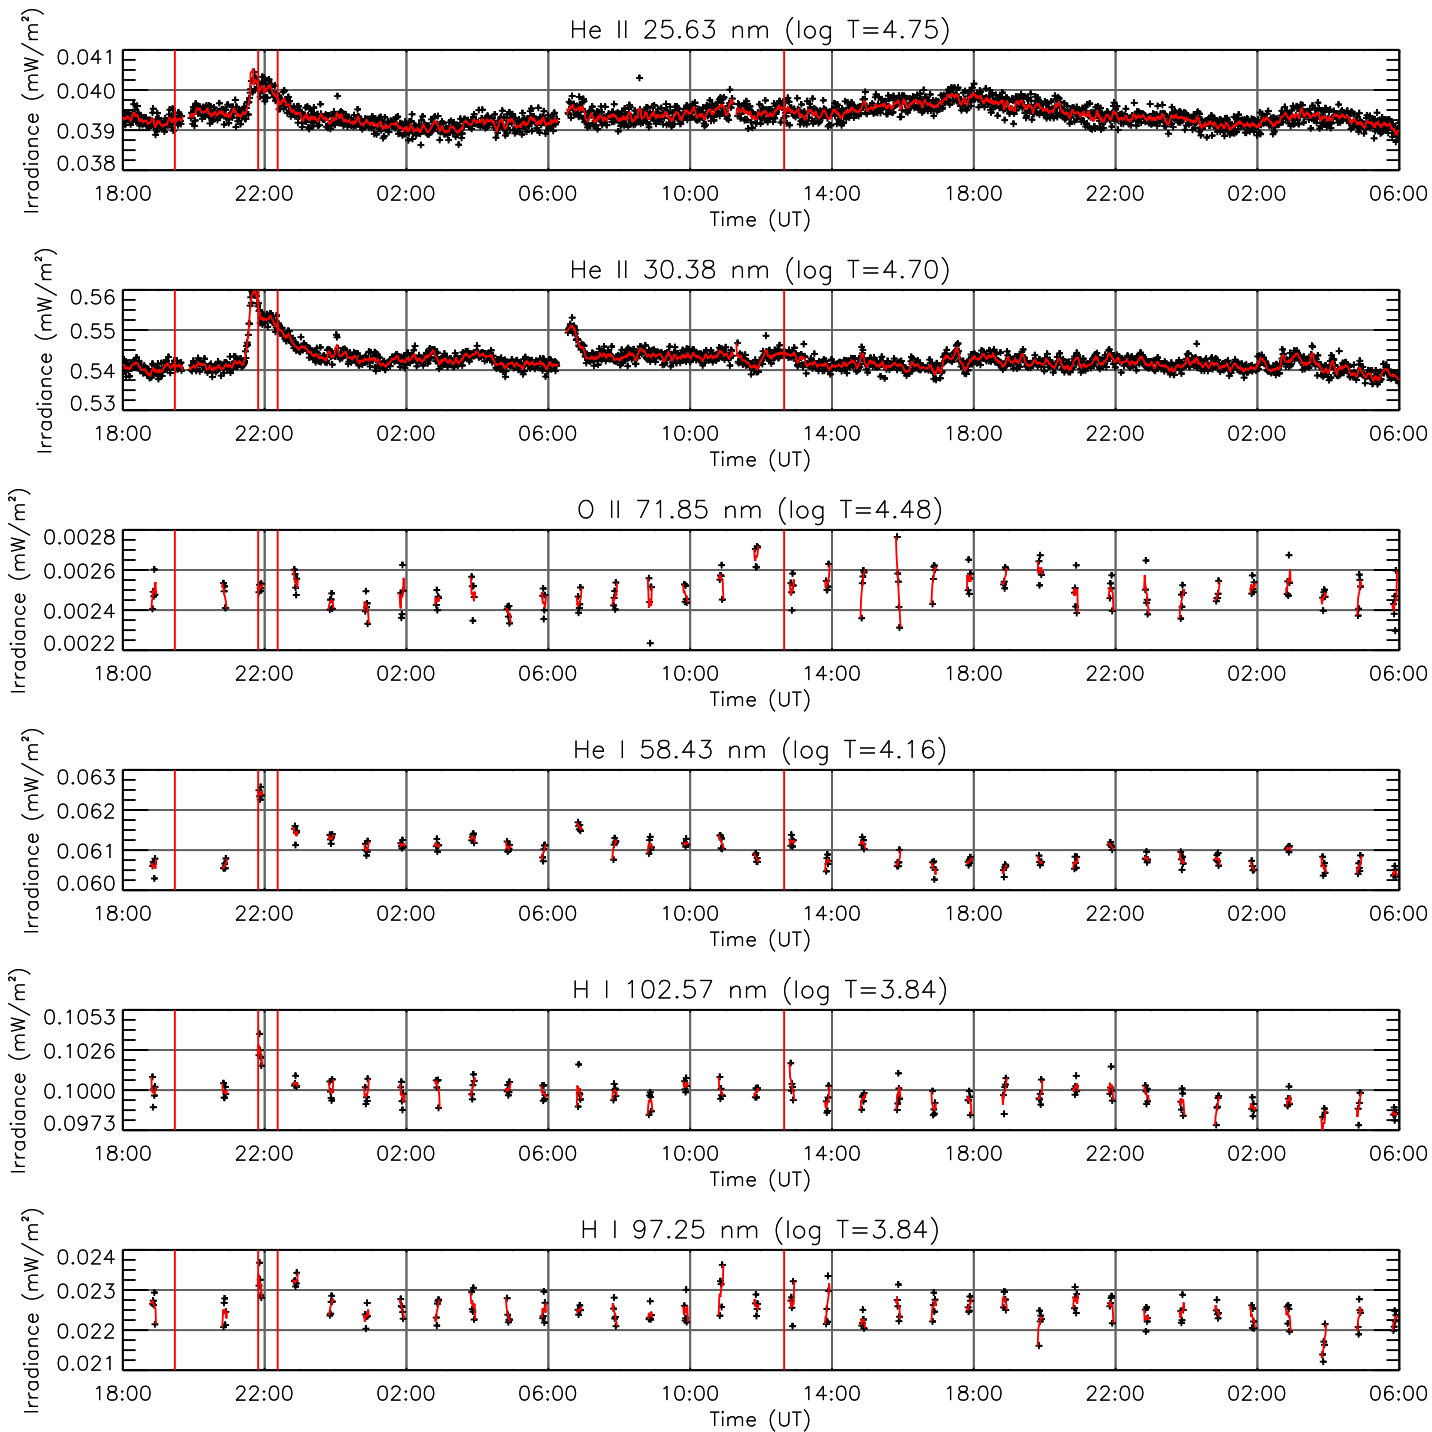 He II 25.63 nm (log T=4.75)
Irradiance (mW/m²)
0.041
0.040
0.039
0.038
18:00 22:00 02:00 06:00 10:00 14:00 18:00 22:00 02:00 06:00
Time (UT)
He II 30.38 nm (log T=4.70)
Irradiance (mW/m²)
0.56
0.55
0.54
0.53
18:00 22:00 02:00 06:00 10:00 14:00 18:00 22:00 02:00 06:00
Time (UT)
O II 71.85 nm (log T=4.48)
Irradiance (mW/m²)
0.0028
0.0026
0.0024
0.0022
18:00 22:00 02:00 06:00 10:00 14:00 18:00 22:00 02:00 06:00
Time (UT)
He I 58.43 nm (log T=4.16)
Irradiance (mW/m²)
0.063
0.062
0.061
0.060
18:00 22:00 02:00 06:00 10:00 14:00 18:00 22:00 02:00 06:00
Time (UT)
H I 102.57 nm (log T=3.84)
Irradiance (mW/m²)
0.1053
0.1026
0.1000
0.0973
18:00 22:00 02:00 06:00 10:00 14:00 18:00 22:00 02:00 06:00
Time (UT)
H I 97.25 nm (log T=3.84)
Irradiance (mW/m²)
0.024
0.023
0.022
0.021
18:00 22:00 02:00 06:00 10:00 14:00 18:00 22:00 02:00 06:00
Time (UT)